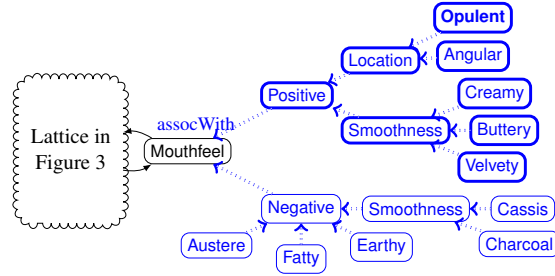 Opulent
Location
Angular
Positive
Creamy
assocWith
Smoothness
Buttery
Lattice in
Figure 3
Mouthfeel
Velvety
Negative
Smoothness
Cassis
Austere
Fatty
Earthy
Charcoal